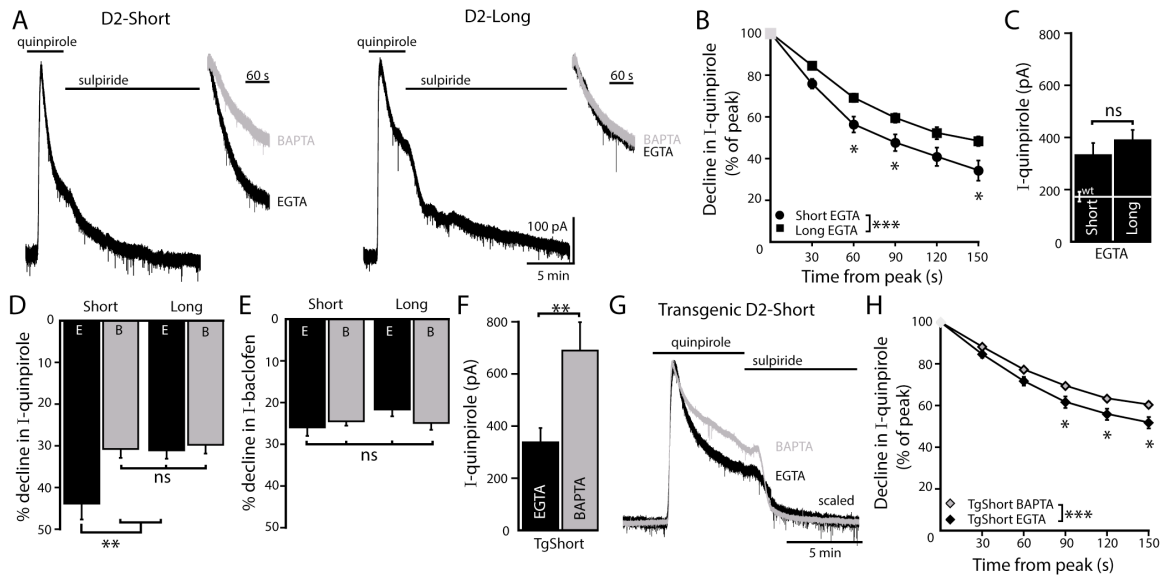 A
D2-Short
D2-Long
quinpirole
sulpiride
60 s
BAPTA
EGTA
quinpirole
sulpiride
60 s
BAPTA
EGTA
100 pA
5 min
B
Decline in I-quinpirole
(% of peak)
100
80
60
40
20
0
* * *
Short EGTA
Long EGTA
***
30 60 90 120 150
Time from peak (s)
C
I-quinpirole (pA)
800
600
400
200
0
ns
wt
Short Long
EGTA
D
% decline in I-quinpirole
Short Long
0
10
20
30
40
50
E B E B
ns
**
E
% decline in I-baclofen
Short Long
0
10
20
30
40
50
E B E B
ns
F
I-quinpirole (pA)
800
600
400
200
0
**
EGTA BAPTA
TgShort
G
Transgenic D2-Short
quinpirole
sulpiride
BAPTA
EGTA
scaled
5 min
H
Decline in I-quinpirole
(% of peak)
100
80
60
40
20
0
* * *
TgShort BAPTA
TgShort EGTA
***
30 60 90 120 150
Time from peak (s)